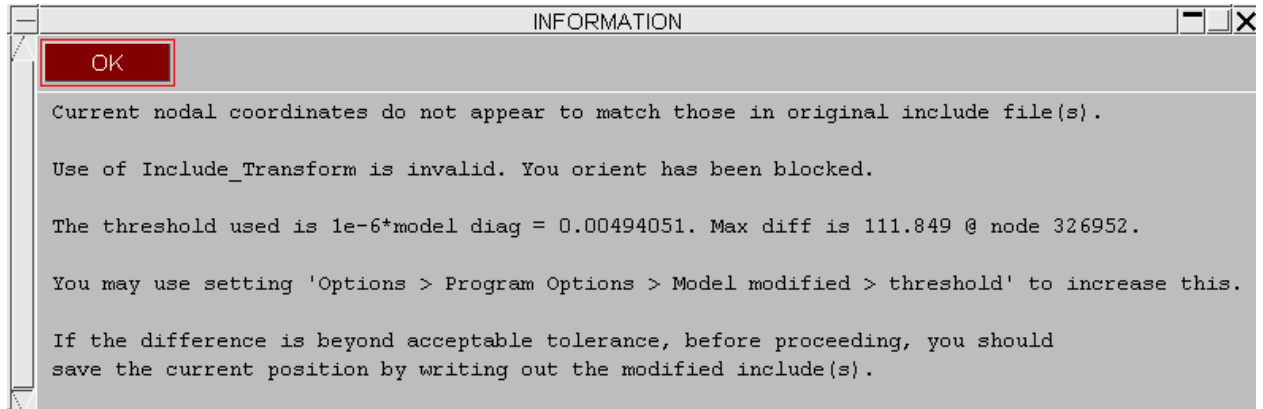 INFORMATION
OK
Current nodal coordinates do not appear to match those in original include file(s).
Use of Include_Transform is invalid. You orient has been blocked.
The threshold used is 1e-6*model diag = 0.00494051. Max diff is 111.849 @ node 326952.
You may use setting 'Options > Program Options > Model modified > threshold' to increase this.
If the difference is beyond acceptable tolerance, before proceeding, you should
save the current position by writing out the modified include(s).